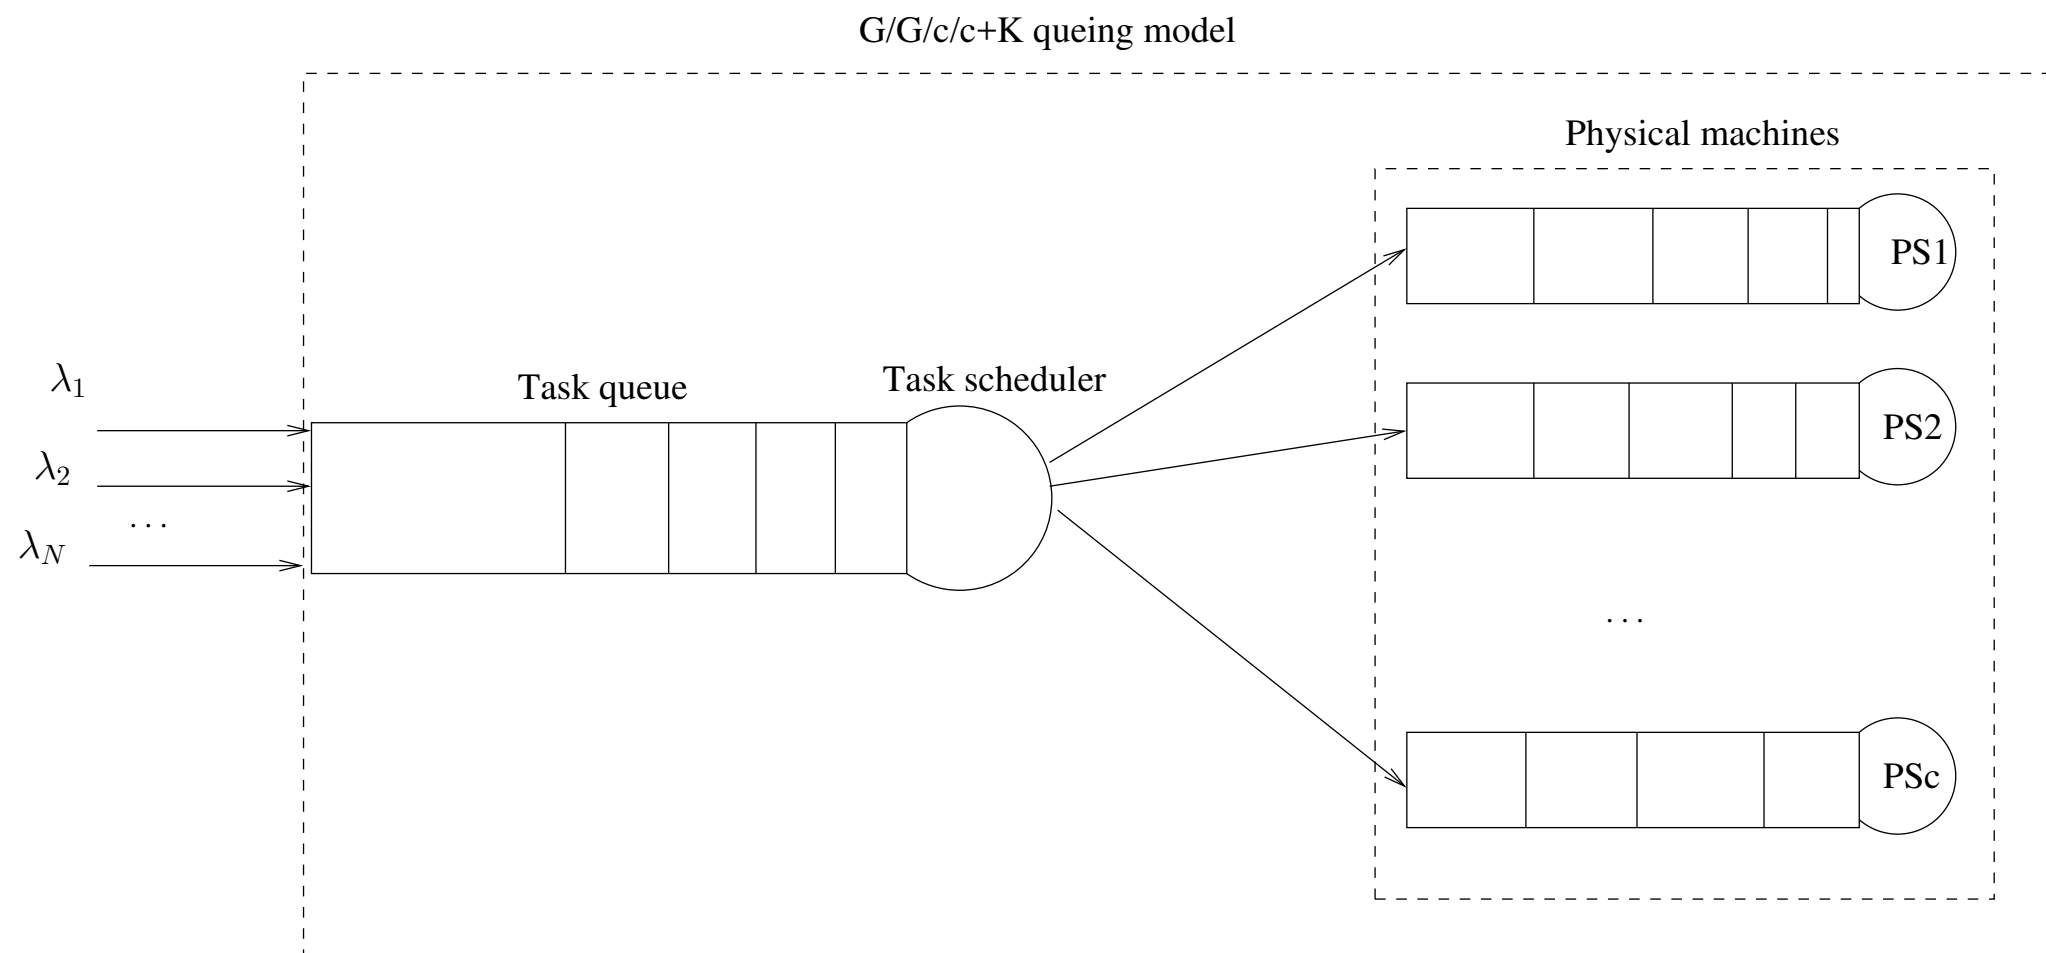 G/G/c/c+K queing model
Physical machines
PS1
Task queue
Task scheduler
λ1
λ2
...
λN
PS2
...
PSc